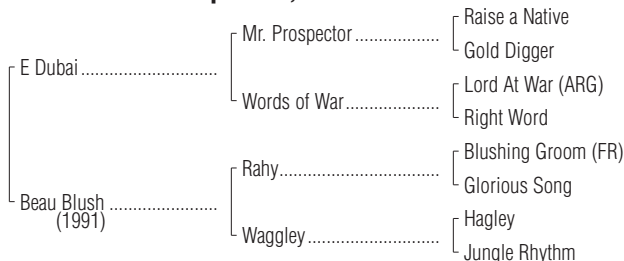 Raise a Native
Mr. Prospector ..................
Gold Digger
E Dubai .............................
Lord At War (ARG)
Words of War....................
Right Word
Blushing Groom (FR)
Rahy..................................
Glorious Song
Beau Blush .......................
(1991)
Hagley
Waggley............................
Jungle Rhythm